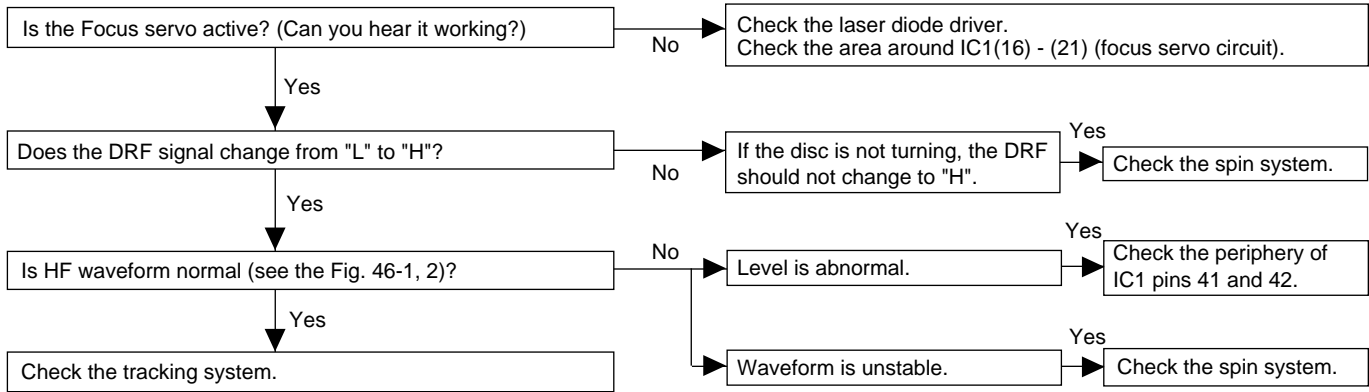 Is the Focus servo active? (Can you hear it working?)
No
Check the laser diode driver.
Check the area around IC1(16) - (21) (focus servo circuit).
Yes
Does the DRF signal change from "L" to "H"?
No
If the disc is not turning, the DRF
should not change to "H".
Yes
Check the spin system.
Yes
Is HF waveform normal (see the Fig. 46-1, 2)?
No
Level is abnormal.
Yes
Check the periphery of
IC1 pins 41 and 42.
Yes
Check the tracking system.
Waveform is unstable.
Yes
Check the spin system.